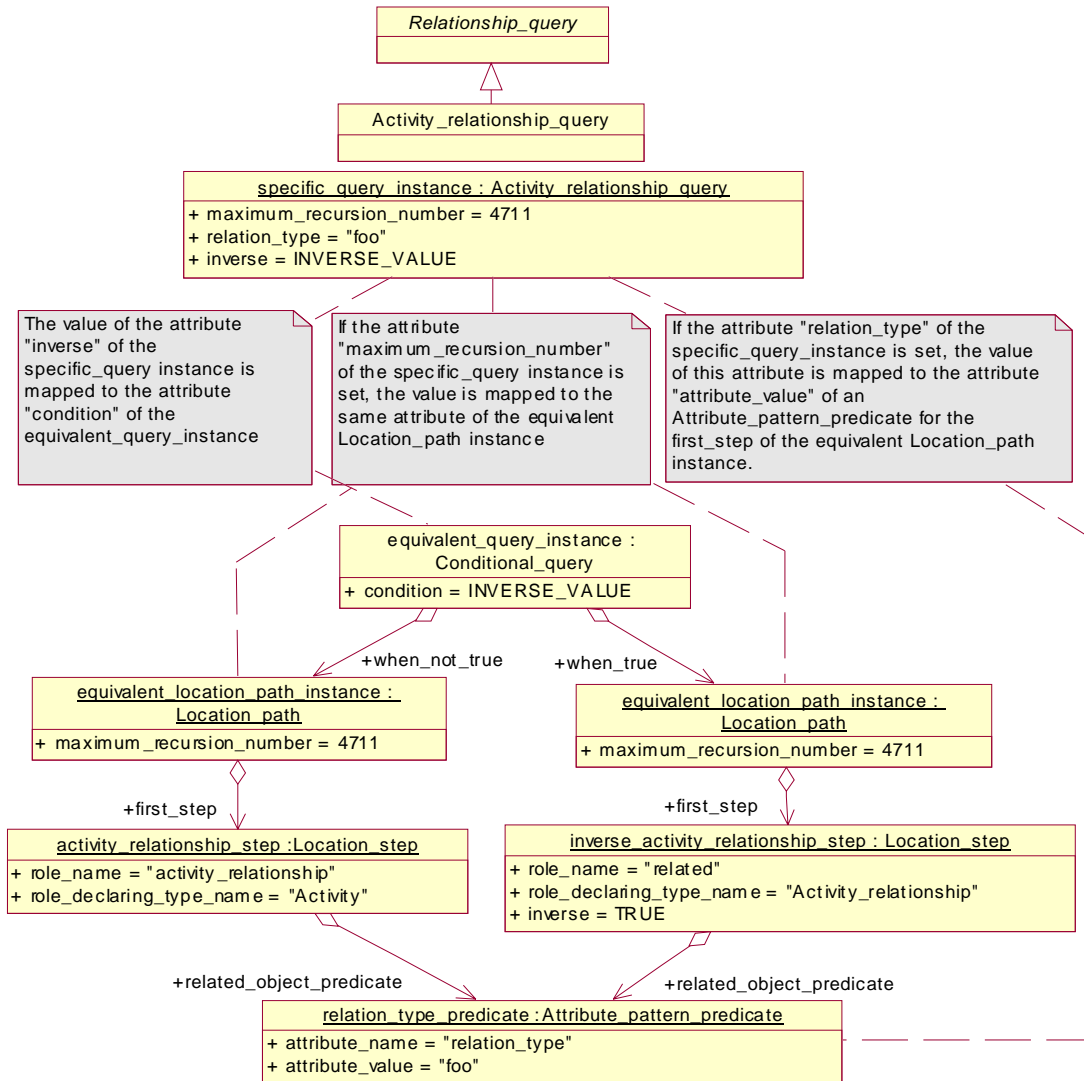 Relationship_query
Activity_relationship_query
specific_query_instance : Activity_relationship_query
+ maximum_recursion_number = 4711
+ relation_type = "foo"
+ inverse = INVERSE_VALUE
The value of the attribute
"inverse" of the
specific_query instance is
mapped to the attribute
"condition" of the
equivalent_query_instance
If the attribute
"maximum_recursion_number"
of the specific_query instance is
set, the value is mapped to the
same attribute of the equivalent
Location_path instance
If the attribute "relation_type" of the
specific_query_instance is set, the value
of this attribute is mapped to the attribute
"attribute_value" of an
Attribute_pattern_predicate for the
first_step of the equivalent Location_path
instance.
equivalent_query_instance :
Conditional_query
+ condition = INVERSE_VALUE
+when_not_true
+when_true
equivalent_location_path_instance :
Location_path
+ maximum_recursion_number = 4711
equivalent_location_path_instance :
Location_path
+ maximum_recursion_number = 4711
+first_step
+first_step
activity_relationship_step :Location_step
+ role_name = "activity_relationship"
+ role_declaring_type_name = "Activity"
inverse_activity_relationship_step : Location_step
+ role_name = "related"
+ role_declaring_type_name = "Activity_relationship"
+ inverse = TRUE
+related_object_predicate
+related_object_predicate
relation_type_predicate :Attribute_pattern_predicate
+ attribute_name = "relation_type"
+ attribute_value = "foo"